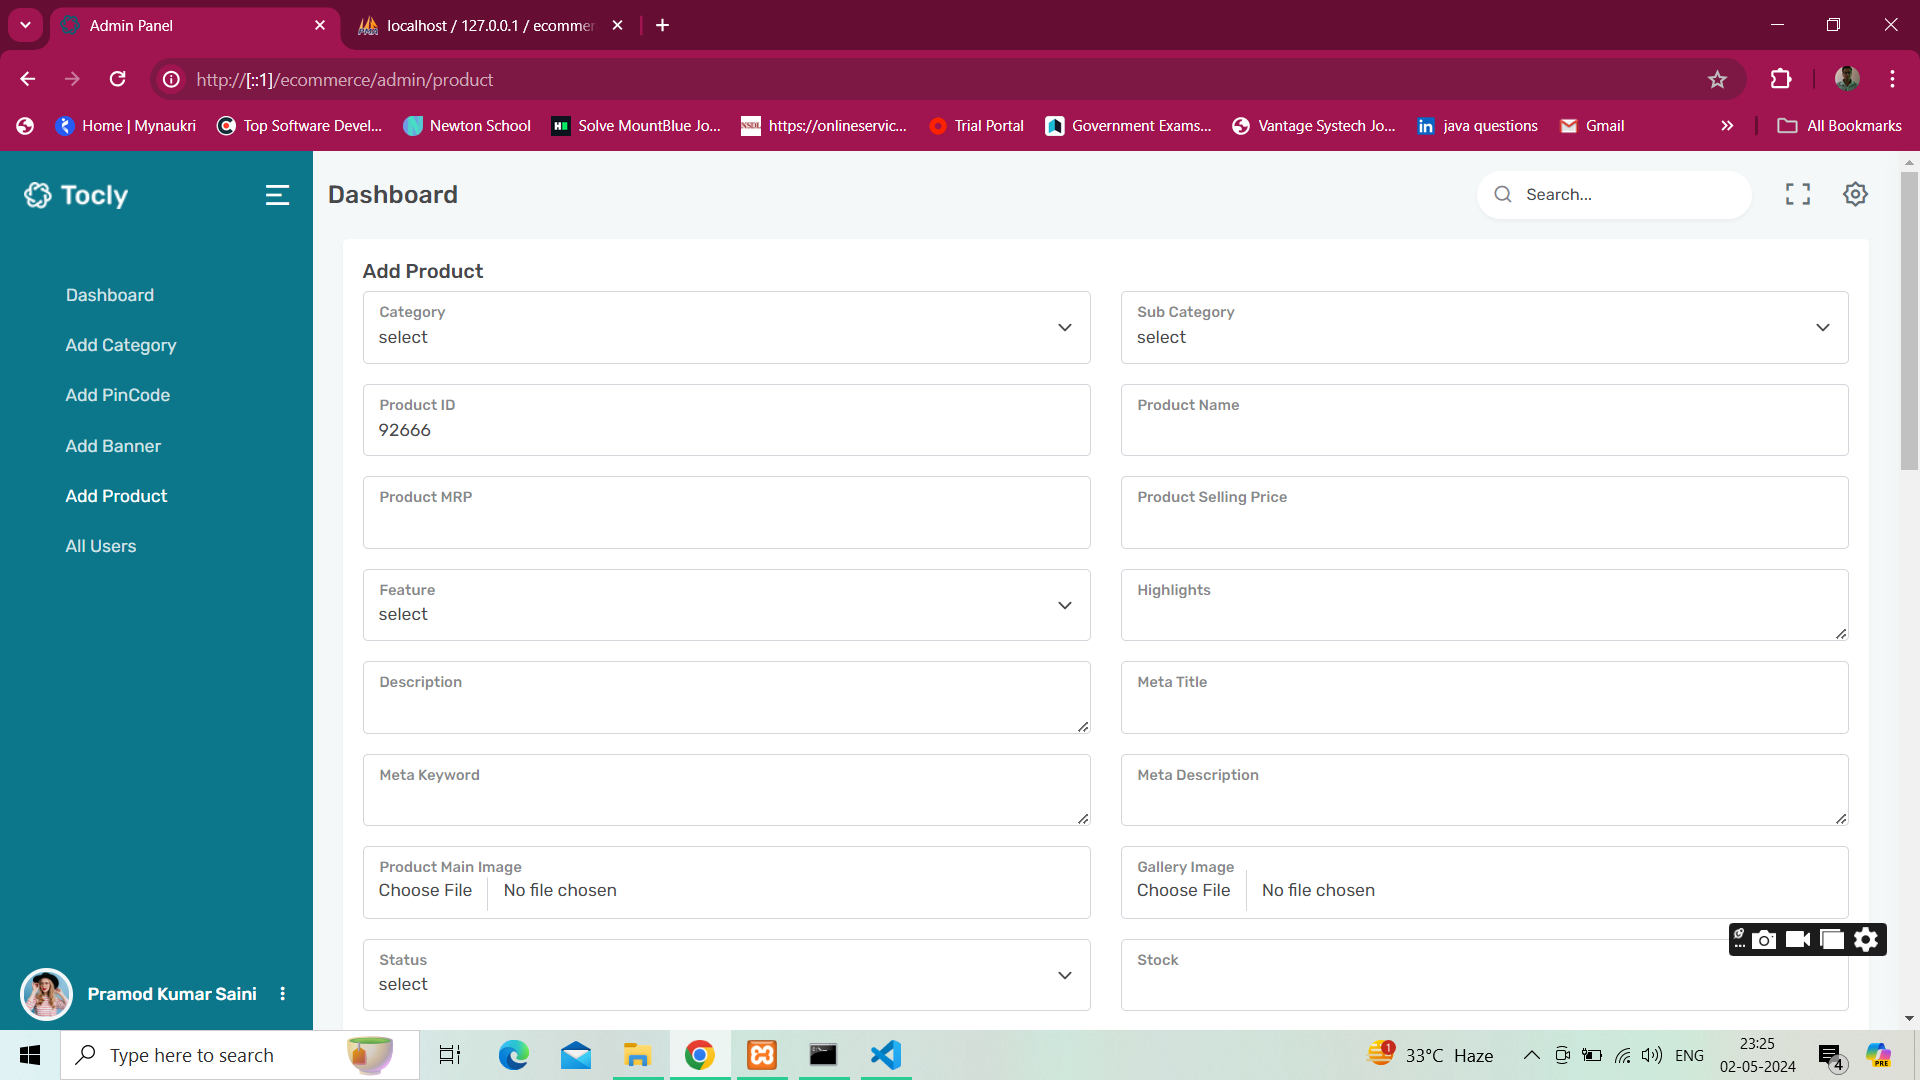 Admin Panel
localhost / 127.0.0.1 / ecommer
http://[::1]/ecommerce/admin/product
Home | Mynaukri
Top Software Devel...
Newton School
Solve MountBlue Jo...
NSDL
https://onlineservic...
Trial Portal
Government Exams...
Vantage Systech Jo...
java questions
Gmail
All Bookmarks
Tocly
Dashboard
Search...
Dashboard
Add Category
Add PinCode
Add Banner
Add Product
All Users
Pramod Kumar Saini
Add Product
Category
select
Sub Category
select
Product ID
92666
Product Name
Product MRP
Product Selling Price
Feature
select
Highlights
Description
Meta Title
Meta Keyword
Meta Description
Product Main Image
Choose File No file chosen
Gallery Image
Choose File No file chosen
Status
select
Stock
Type here to search
1
33°C Haze
ENG
23:25
02-05-2024
4
PRE